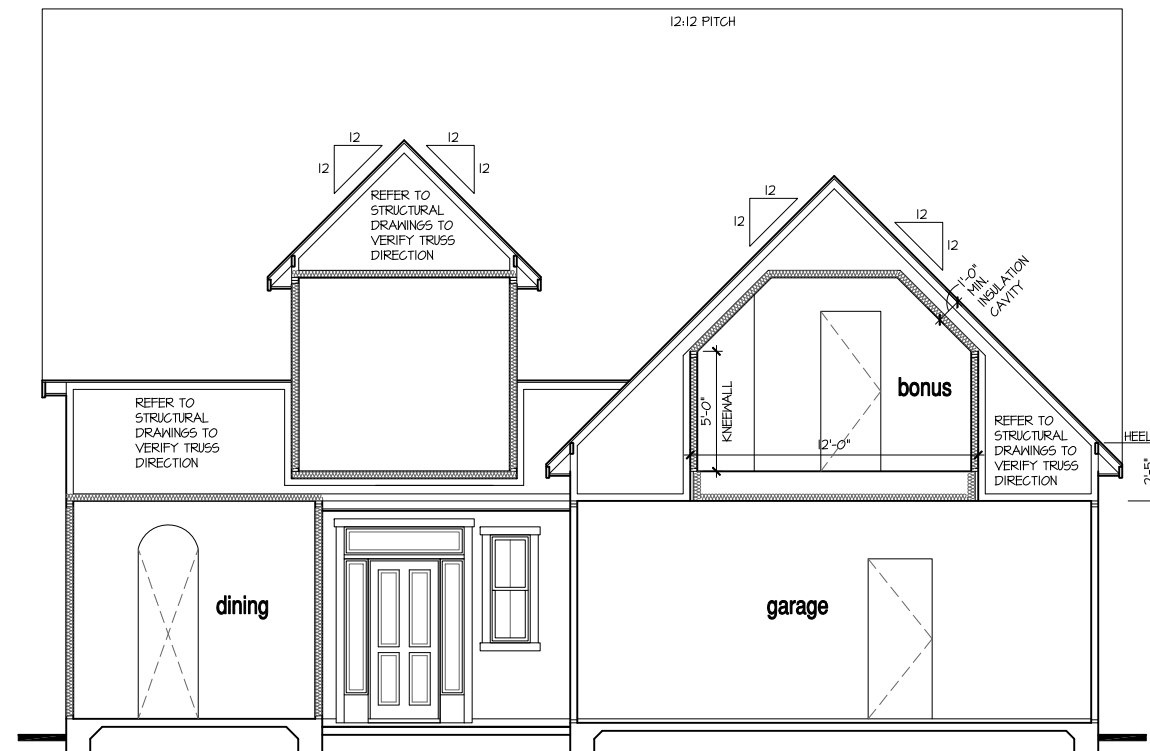 12:12 PITCH
12
12
12
12
REFER TO
STRUCTURAL
DRAWINGS TO
VERIFY TRUSS
DIRECTION
12
12
12
12
1'-0"
MIN.
INSULATION
CAVITY
REFER TO
STRUCTURAL
DRAWINGS TO
VERIFY TRUSS
DIRECTION
5'-0"
KNEEWALL
bonus
12'-0"
REFER TO
STRUCTURAL
DRAWINGS TO
VERIFY TRUSS
DIRECTION
HEEL
2'-5"
dining
garage